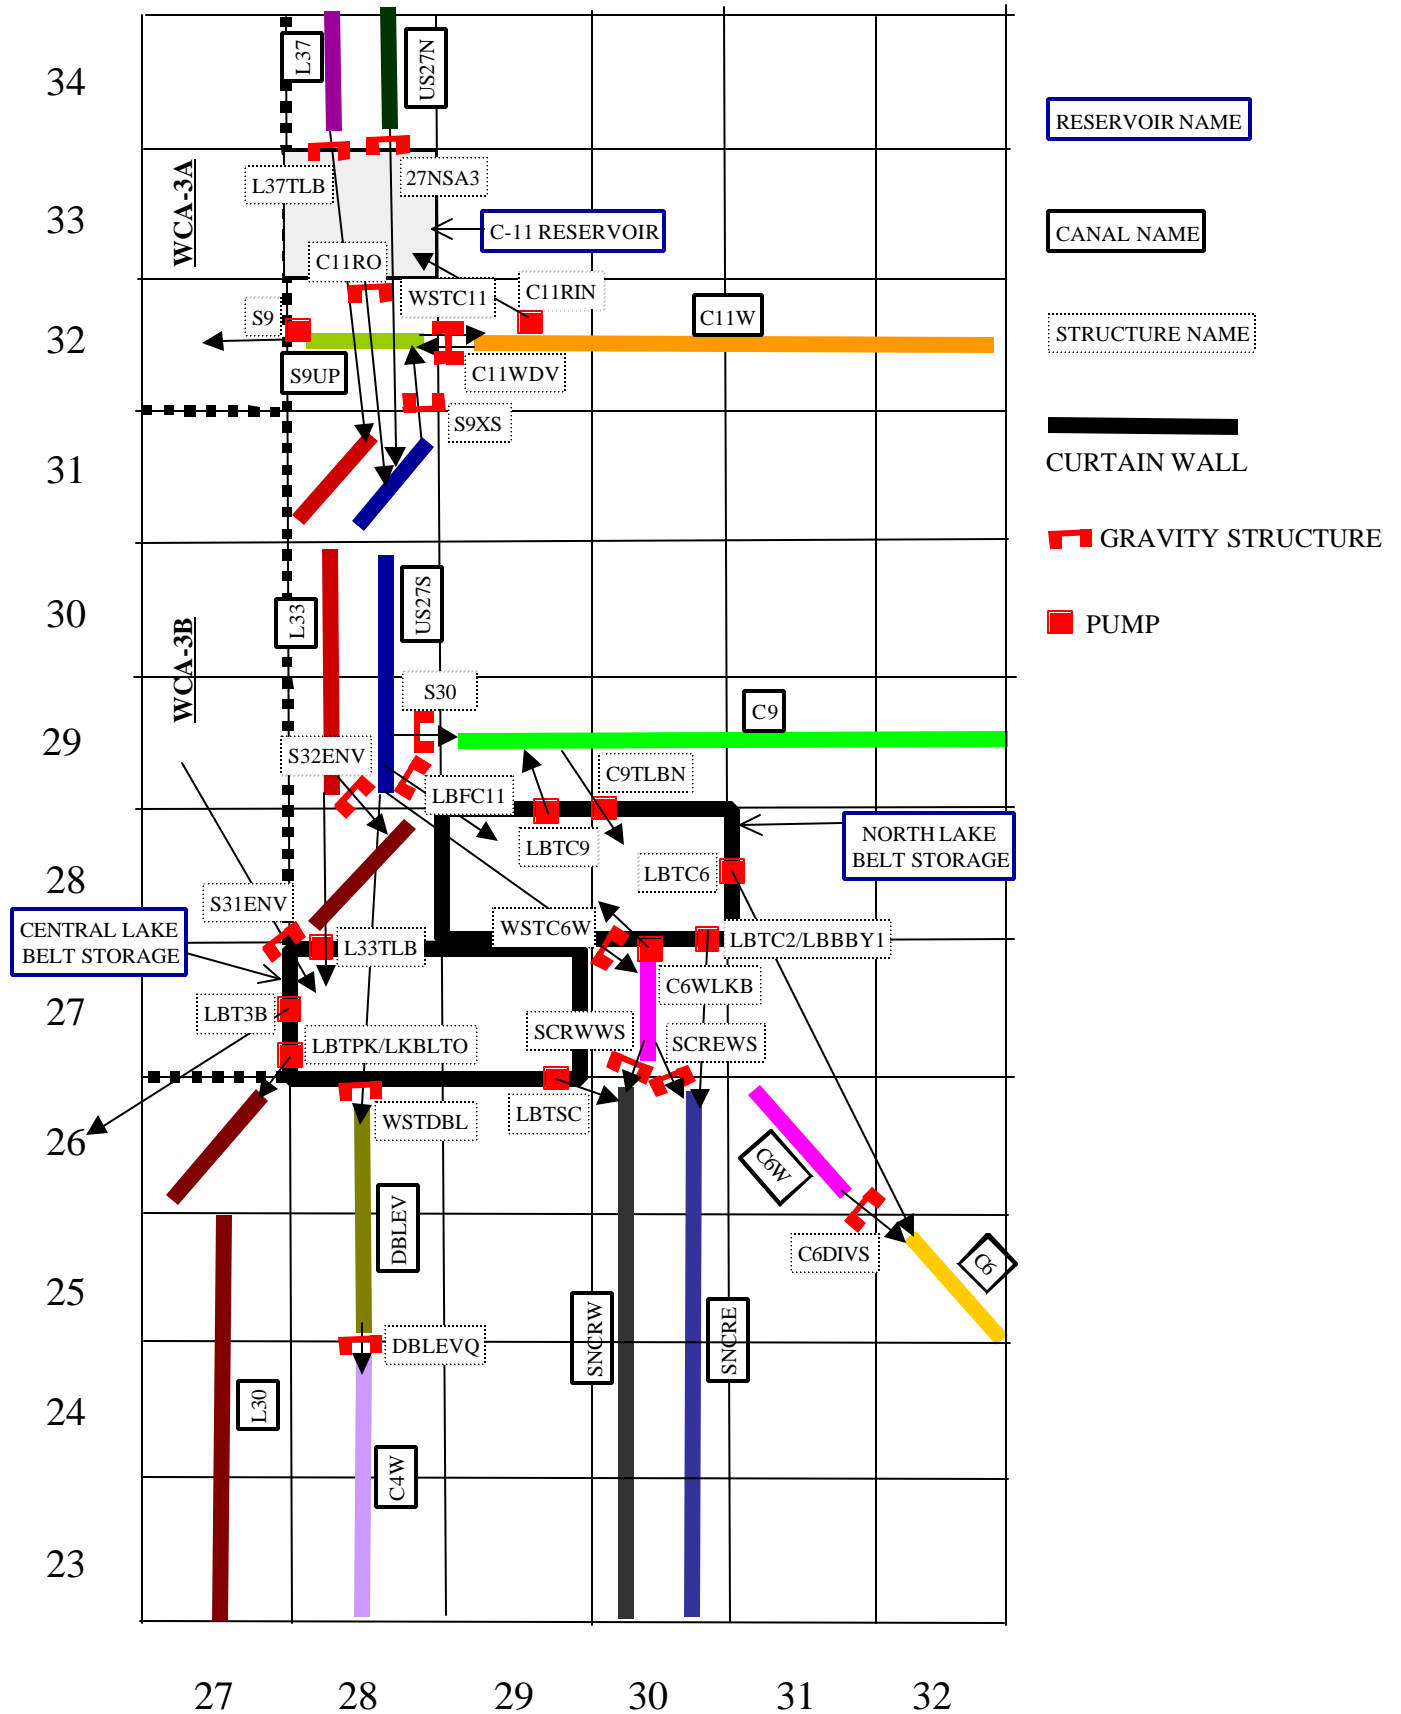 34
33
32
31
30
29
28
27
26
25
24
23
27
28
29
30
31
32
WCA-3A
WCA-3B
L37
US27N
L37TLB
27NSA3
C-11 RESERVOIR
C11RO
WSTC11
C11RIN
C11W
S9
S9UP
C11WDV
S9XS
L33
US27S
S30
C9
S32ENV
C9TLBN
LBFC11
LBTC9
NORTH LAKE
BELT STORAGE
LBTC6
S31ENV
CENTRAL LAKE
BELT STORAGE
WSTC6W
LBTC2/LBBBY1
L33TLB
C6WLKB
LBT3B
SCRWWS
SCREWS
LBTPK/LKBLTO
LBTSC
WSTDBL
C6W
DBLEV
C6DIVS
C6
SNCRW
SNCRE
DBLEVQ
L30
C4W
RESERVOIR NAME
CANAL NAME
STRUCTURE NAME
CURTAIN WALL
GRAVITY STRUCTURE
PUMP